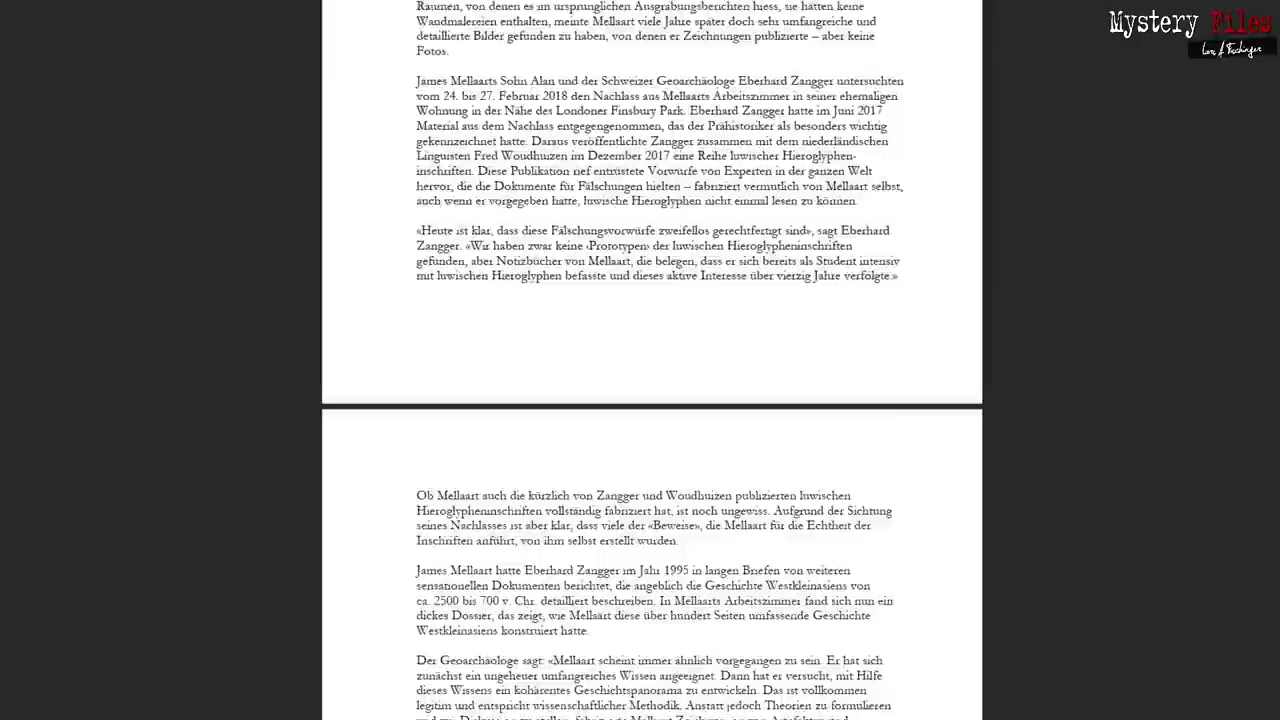 Mystery Files
Räumen, von denen es im ursprünglichen Ausgrabungsberichten hiess, sie hätten keine
Wandmalereien enthalten, meinte Mellaart viele Jahre später doch sehr umfangreiche und
detaillierte Bilder gefunden zu haben, von denen er Zeichnungen publizierte – aber keine
Fotos.
James Mellaarts Sohn Alan und der Schweizer Geoarchäologe Eberhard Zangger untersuchten
vom 24. bis 27. Februar 2018 den Nachlass aus Mellaarts Arbeitszimmer in seiner ehemaligen
Wohnung in der Nähe des Londoner Finsbury Park. Eberhard Zangger hatte im Juni 2017
Material aus dem Nachlass entgegengenommen, das der Prähistoriker als besonders wichtig
gekennzeichnet hatte. Daraus veröffentlichte Zangger zusammen mit dem niederländischen
Linguisten Fred Woudhuizen im Dezember 2017 eine Reihe luwischer Hieroglyphen-
inschriften. Diese Publikation rief entrüstete Vorwürfe von Experten in der ganzen Welt
hervor, die die Dokumente für Fälschungen hielten – fabriziert vermutlich von Mellaart selbst,
auch wenn er vorgegeben hatte, luwische Hieroglyphen nicht einmal lesen zu können.
«Heute ist klar, dass diese Fälschungsvorwürfe zweifellos gerechtfertigt sind», sagt Eberhard
Zangger. «Wir haben zwar keine ‹Prototypen› der luwischen Hieroglypheninschriften
gefunden, aber Notizbücher von Mellaart, die belegen, dass er sich bereits als Student intensiv
mit luwischen Hieroglyphen befasste und dieses aktive Interesse über vierzig Jahre verfolgte.»
Ob Mellaart auch die kürzlich von Zangger und Woudhuizen publizierten luwischen
Hieroglypheninschriften vollständig fabriziert hat, ist noch ungewiss. Aufgrund der Sichtung
seines Nachlasses ist aber klar, dass viele der «Beweise», die Mellaart für die Echtheit der
Inschriften anführt, von ihm selbst erstellt wurden.
James Mellaart hatte Eberhard Zangger im Jahr 1995 in langen Briefen von weiteren
sensationellen Dokumenten berichtet, die angeblich die Geschichte Westkleinasiens von
ca. 2500 bis 700 v. Chr. detailliert beschreiben. In Mellaarts Arbeitszimmer fand sich nun ein
dickes Dossier, das zeigt, wie Mellaart diese über hundert Seiten umfassende Geschichte
Westkleinasiens konstruiert hatte.
Der Geoarchäologe sagt: «Mellaart scheint immer ähnlich vorgegangen zu sein. Er hat sich
zunächst ein ungeheuer umfangreiches Wissen angeeignet. Dann hat er versucht, mit Hilfe
dieses Wissens ein kohärentes Geschichtspanorama zu entwickeln. Das ist vollkommen
legitim und entspricht wissenschaftlicher Methodik. Anstatt jedoch Theorien zu formulieren